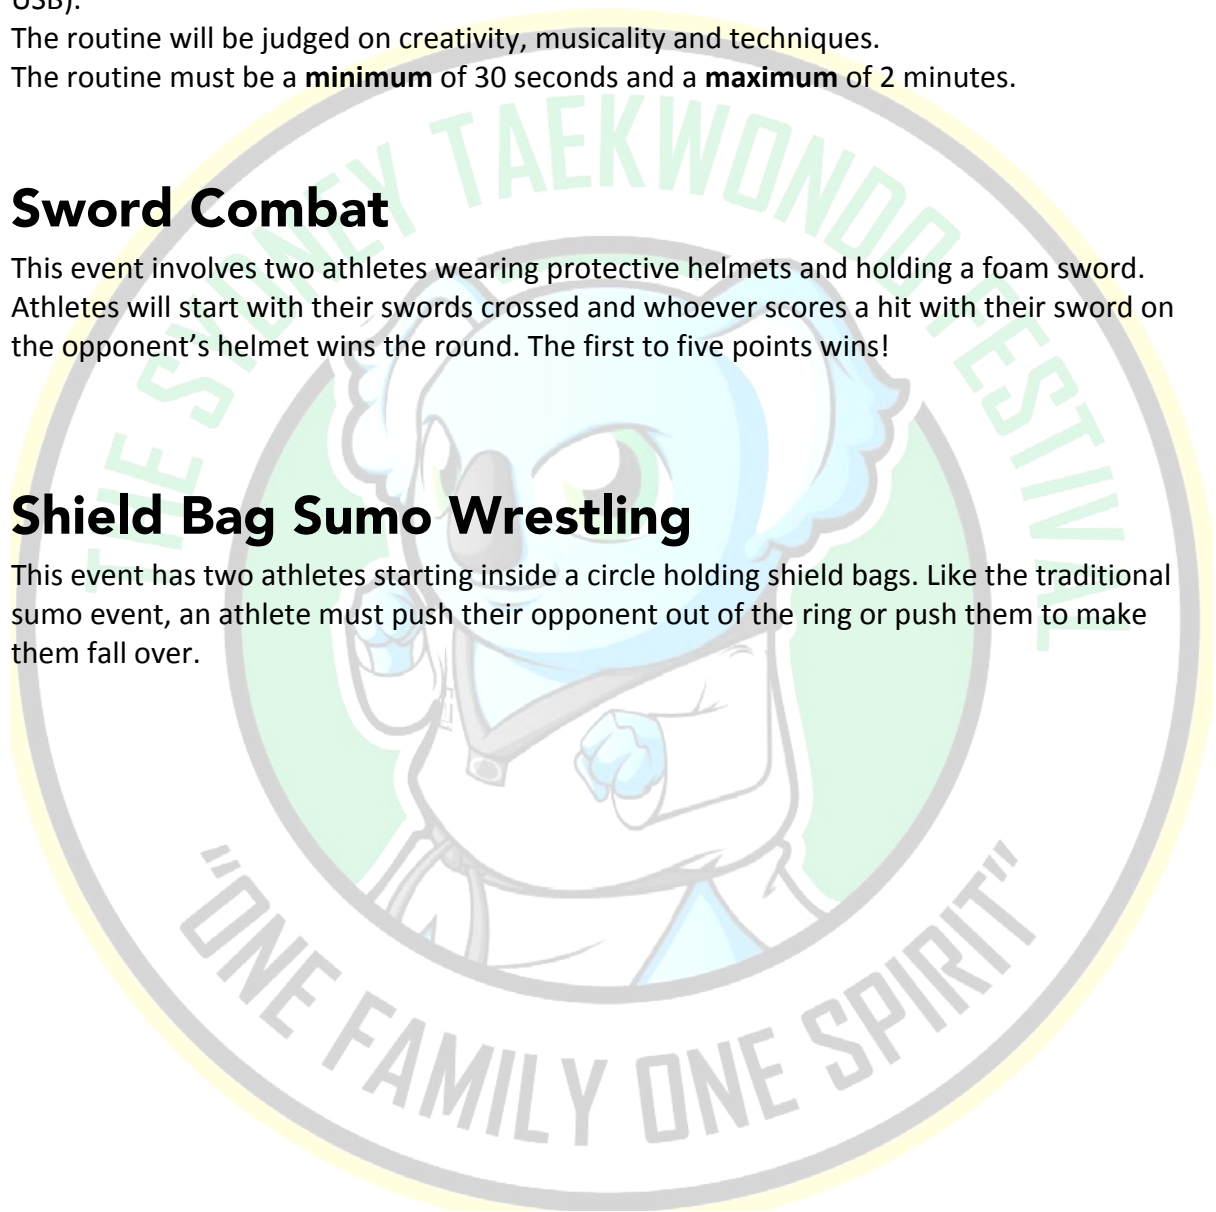 USB).
The routine will be judged on creativity, musicality and techniques.
The routine must be a minimum of 30 seconds and a maximum of 2 minutes.
Sword Combat
This event involves two athletes wearing protective helmets and holding a foam sword.
Athletes will start with their swords crossed and whoever scores a hit with their sword on
the opponent’s helmet wins the round. The first to five points wins!
Shield Bag Sumo Wrestling
This event has two athletes starting inside a circle holding shield bags. Like the traditional
sumo event, an athlete must push their opponent out of the ring or push them to make
them fall over.
THE SYDNEY TAEKWONDO FESTIVAL
"ONE FAMILY ONE SPIRIT"